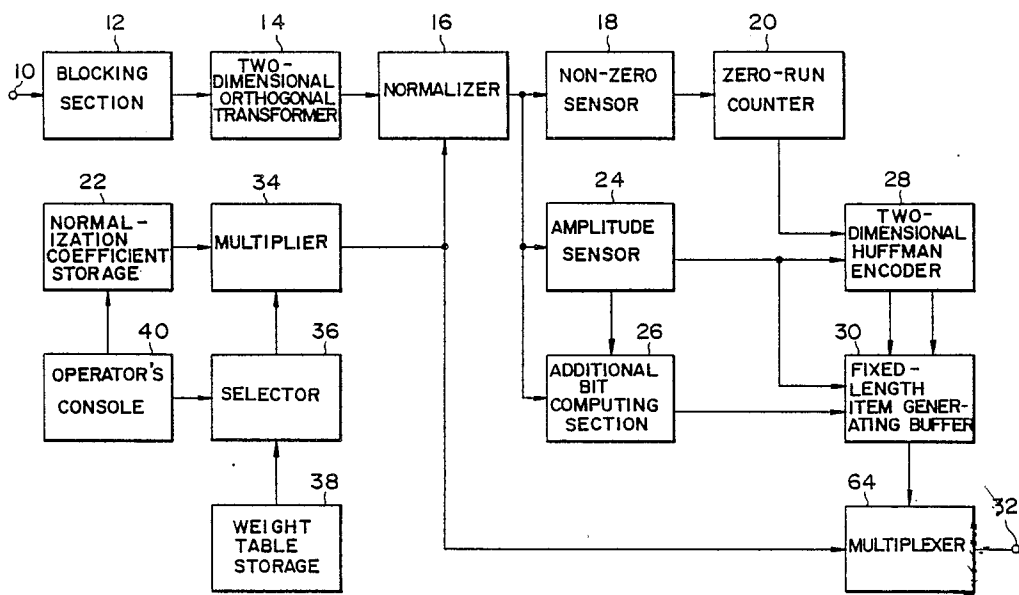 12
14
16
18
20
10
BLOCKING
SECTION
TWO-
DIMENSIONAL
ORTHOGONAL
TRANSFORMER
NORMALIZER
NON-ZERO
SENSOR
ZERO-RUN
COUNTER
22
34
24
28
NORMAL-
IZATION
COEFFICIENT
STORAGE
MULTIPLIER
AMPLITUDE
SENSOR
TWO-
DIMENSIONAL
HUFFMAN
ENCODER
40
36
26
30
OPERATOR'S
CONSOLE
SELECTOR
ADDITIONAL
BIT
COMPUTING
SECTION
FIXED-
LENGTH
ITEM GENER-
ATING BUFFER
38
64
32
WEIGHT
TABLE
STORAGE
MULTIPLEXER